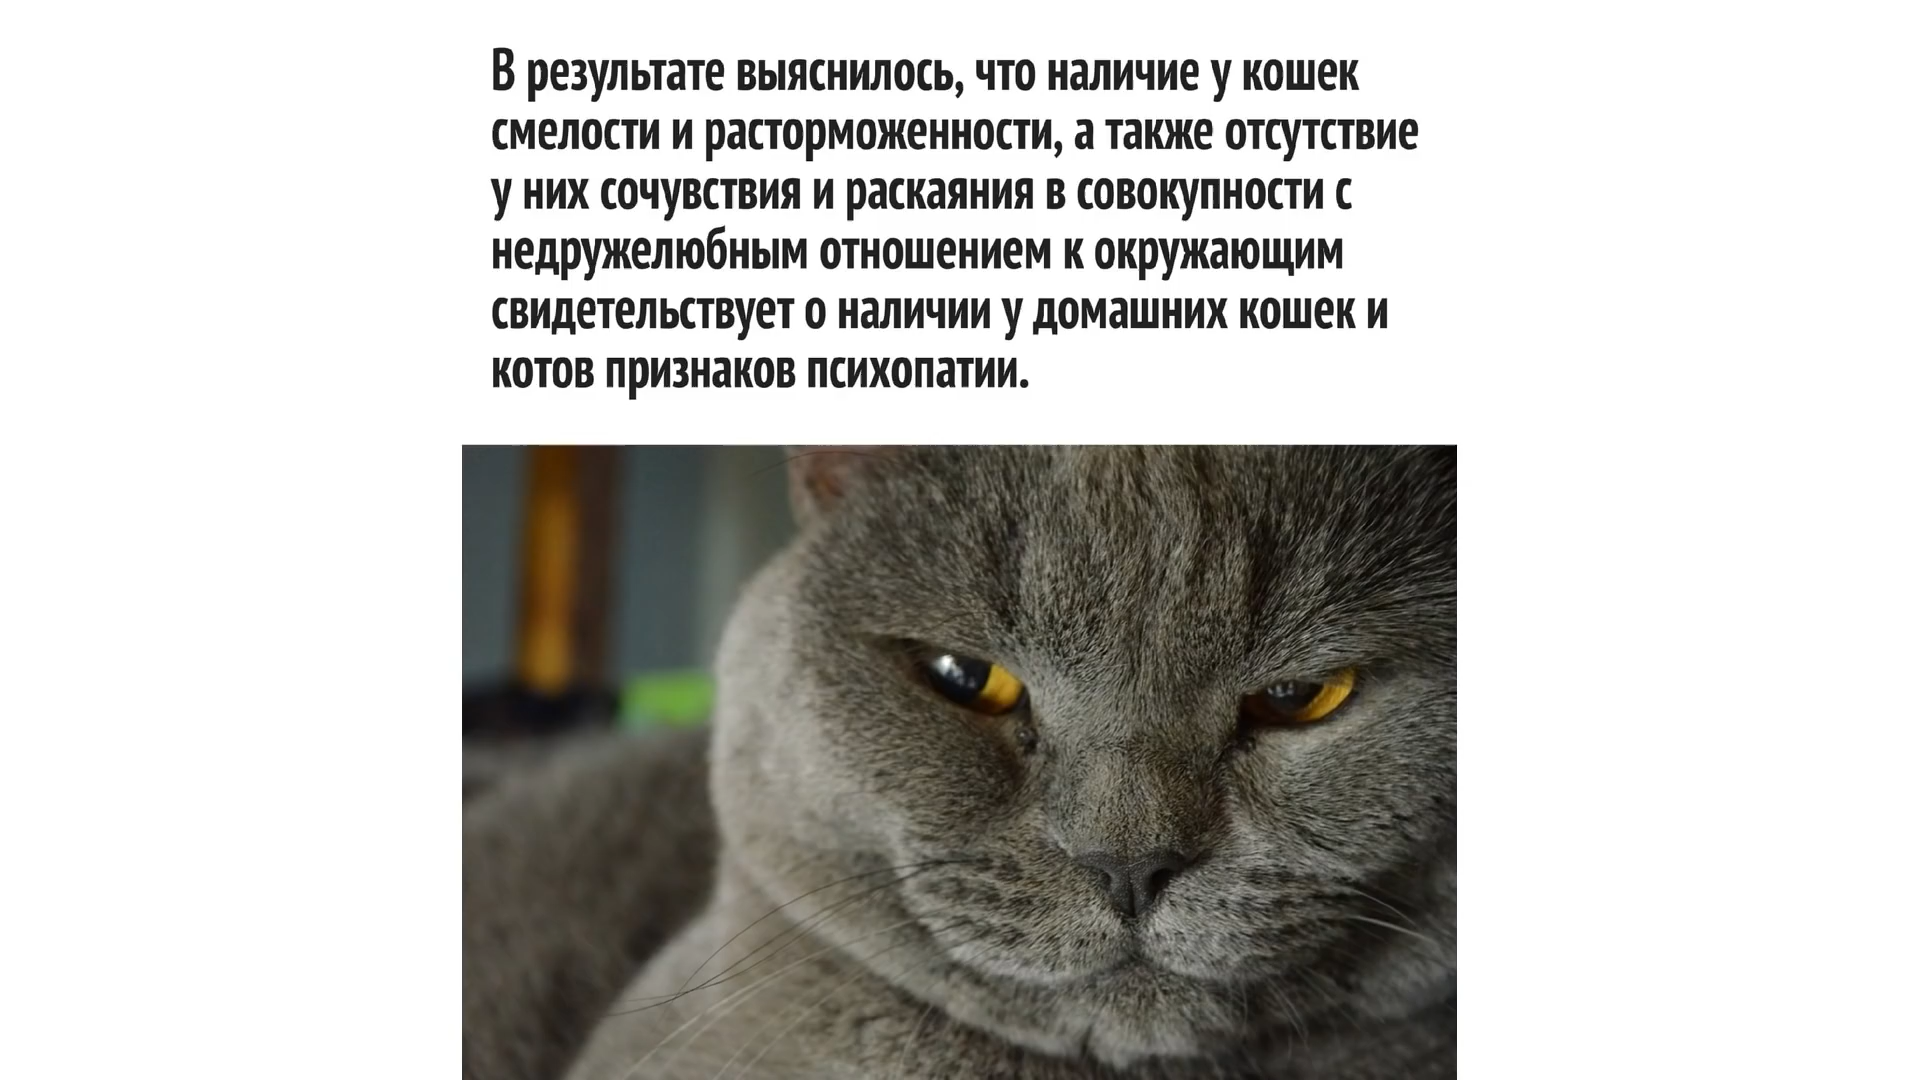 В результате выяснилось, что наличие у кошек
смелости и расторможенности, а также отсутствие
у них сочувствия и раскаяния в совокупности с
недружелюбным отношением к окружающим
свидетельствует о наличии у домашних кошек и
котов признаков психопатии.